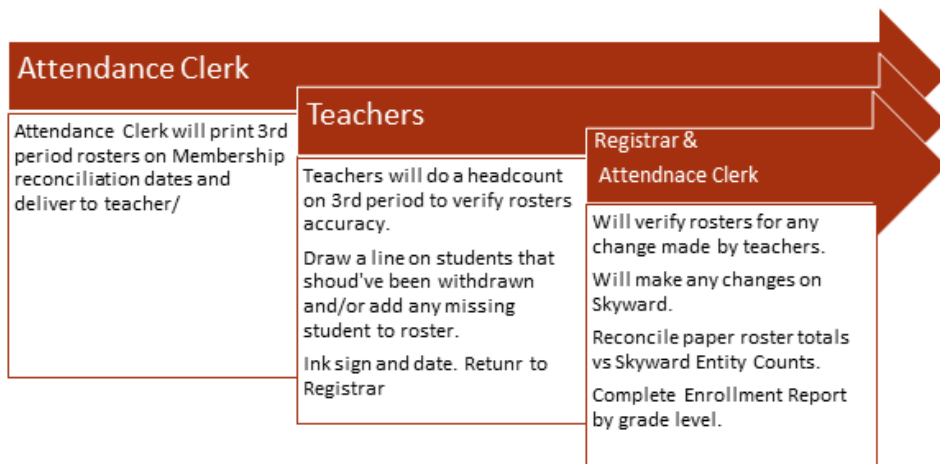 Attendance Clerk
Attendance Clerk will print 3rd
period rosters on Membership
reconciliation dates and
deliver to teacher/
Teachers
Teachers will do a headcount
on 3rd period to verify rosters
accuracy.
Draw a line on students that
shoud've been withdrawn
and/or add any missing
student to roster.
Ink sign and date. Retunr to
Registrar
Registrar &
Attendnace Clerk
Will verify rosters for any
change made by teachers.
Will make any changes on
Skyward.
Reconcile paper roster totals
vs Skyward Entity Counts.
Complete Enrollment Report
by grade level.